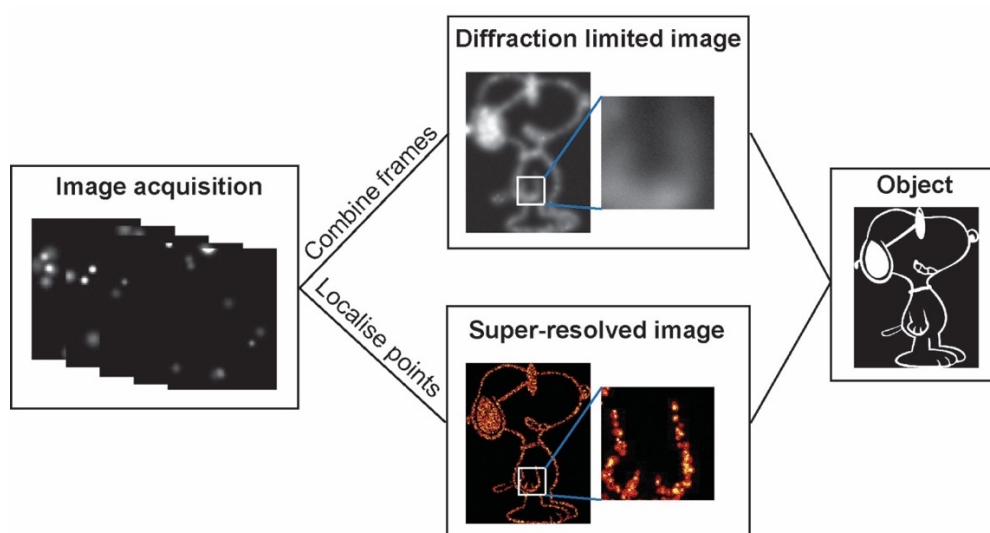 Diffraction limited image
Image acquisition
Combine frames
Localise points
Object
Super-resolved image